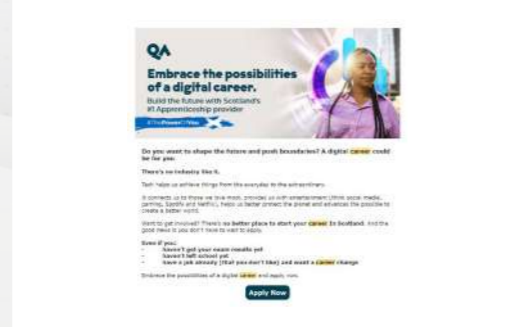 QA
Embrace the possibilities
of a digital career.
Build the future with Scotland's
#1 Apprenticeship provider
#ThePowerOfYou
Do you want to shape the future and push boundaries? A digital career could
be for you.
There's no industry like it.
Tech helps us achieve things from the everyday to the extraordinary.
It connects us to those we love most, provides us with entertainment (think social media,
gaming, Spotify and Netflix), helps us better protect the planet and advances the possible to
create a better world.
Want to get involved? There's no better place to start your career in Scotland. And the
good news is you don't have to wait to apply.
Even if you:
- haven't got your exam results yet
- haven't left school yet
- have a job already (that you don't like) and want a career change
Embrace the possibilities of a digital career and apply now.
Apply Now